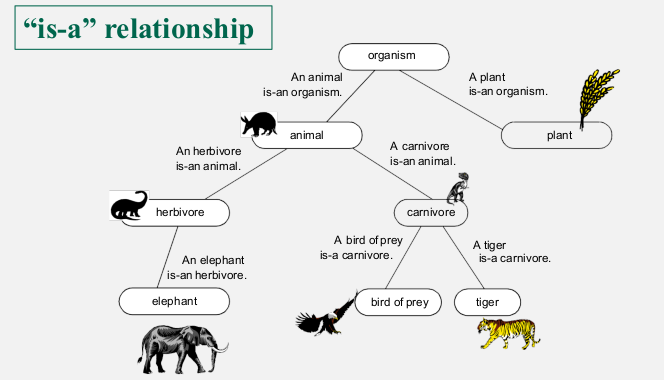 “is-a” relationship
organism
An animal
is-an organism.
A plant
is-an organism.
animal
plant
An herbivore
is-an animal.
A carnivore
is-an animal.
herbivore
carnivore
An elephant
is-an herbivore.
A bird of prey
is-a carnivore.
A tiger
is-a carnivore.
elephant
bird of prey
tiger